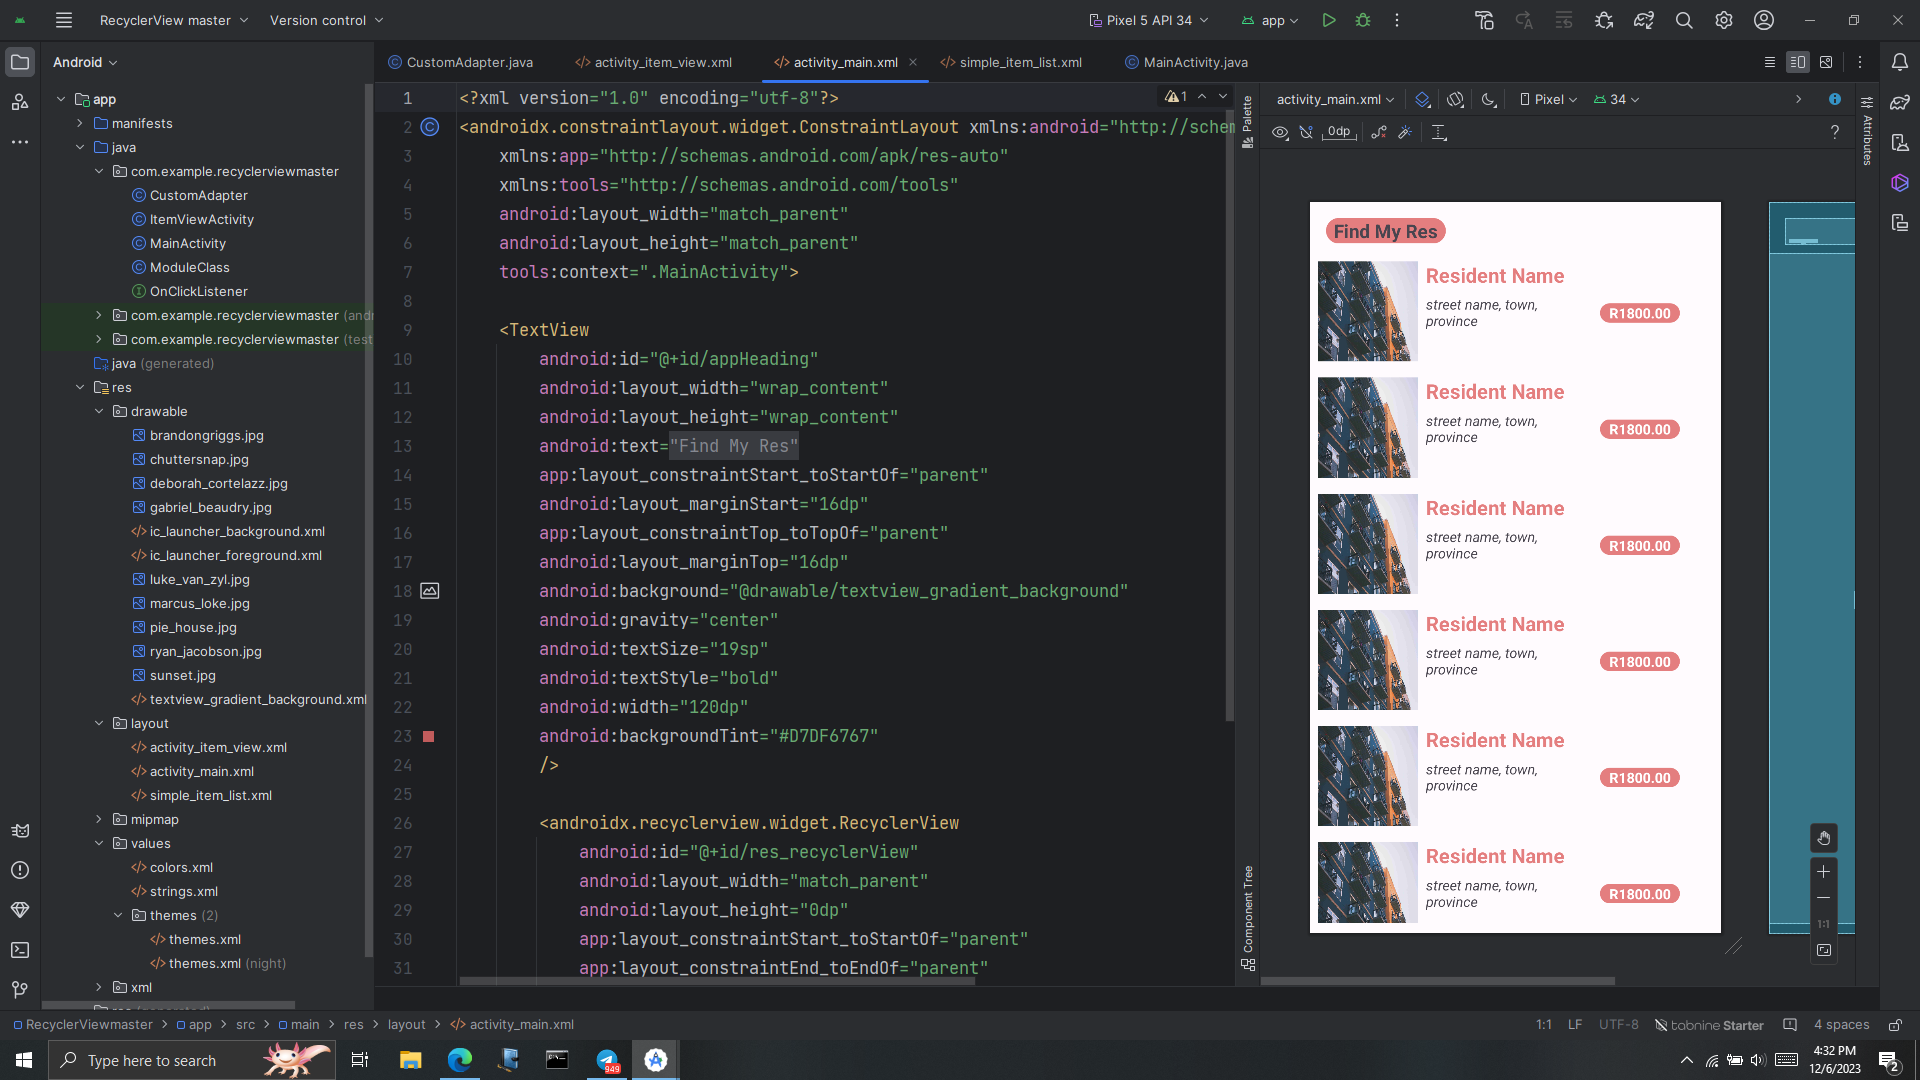 RecyclerView master
Version control
Pixel 5 API 34
app
Android
CustomAdapter.java
activity_item_view.xml
activity_main.xml
simple_item_list.xml
MainActivity.java
app
manifests
java
com.example.recyclerviewmaster
CustomAdapter
ItemViewActivity
MainActivity
ModuleClass
OnClickListener
com.example.recyclerviewmaster (andr
com.example.recyclerviewmaster (test
java (generated)
res
drawable
brandongriggs.jpg
chuttersnap.jpg
deborah_cortelazz.jpg
gabriel_beaudry.jpg
ic_launcher_background.xml
ic_launcher_foreground.xml
luke_van_zyl.jpg
marcus_loke.jpg
pie_house.jpg
ryan_jacobson.jpg
sunset.jpg
textview_gradient_background.xml
layout
activity_item_view.xml
activity_main.xml
simple_item_list.xml
mipmap
values
colors.xml
strings.xml
themes (2)
themes.xml
themes.xml (night)
xml
1 <?xml version="1.0" encoding="utf-8"?>
2 <androidx.constraintlayout.widget.ConstraintLayout xmlns:android="http://schem
3 xmlns:app="http://schemas.android.com/apk/res-auto"
4 xmlns:tools="http://schemas.android.com/tools"
5 android:layout_width="match_parent"
6 android:layout_height="match_parent"
7 tools:context=".MainActivity">
8
9 <TextView
10 android:id="@+id/appHeading"
11 android:layout_width="wrap_content"
12 android:layout_height="wrap_content"
13 android:text="Find My Res"
14 app:layout_constraintStart_toStartOf="parent"
15 android:layout_marginStart="16dp"
16 app:layout_constraintTop_toTopOf="parent"
17 android:layout_marginTop="16dp"
18 android:background="@drawable/textview_gradient_background"
19 android:gravity="center"
20 android:textSize="19sp"
21 android:textStyle="bold"
22 android:width="120dp"
23 android:backgroundTint="#D7DF6767"
24 />
25
26 <androidx.recyclerview.widget.RecyclerView
27 android:id="@+id/res_recyclerView"
28 android:layout_width="match_parent"
29 android:layout_height="0dp"
30 app:layout_constraintStart_toStartOf="parent"
31 app:layout_constraintEnd_toEndOf="parent"
1
Palette
Component Tree
activity_main.xml
Pixel
34
0dp
?
Attributes
Find My Res
Resident Name
street name, town,
province
R1800.00
Resident Name
street name, town,
province
R1800.00
Resident Name
street name, town,
province
R1800.00
Resident Name
street name, town,
province
R1800.00
Resident Name
street name, town,
province
R1800.00
Resident Name
street name, town,
province
R1800.00
1:1
RecyclerViewmaster > app > src > main > res > layout > activity_main.xml
1:1
LF
UTF-8
tabnine Starter
4 spaces
Type here to search
949
4:32 PM
12/6/2023
2